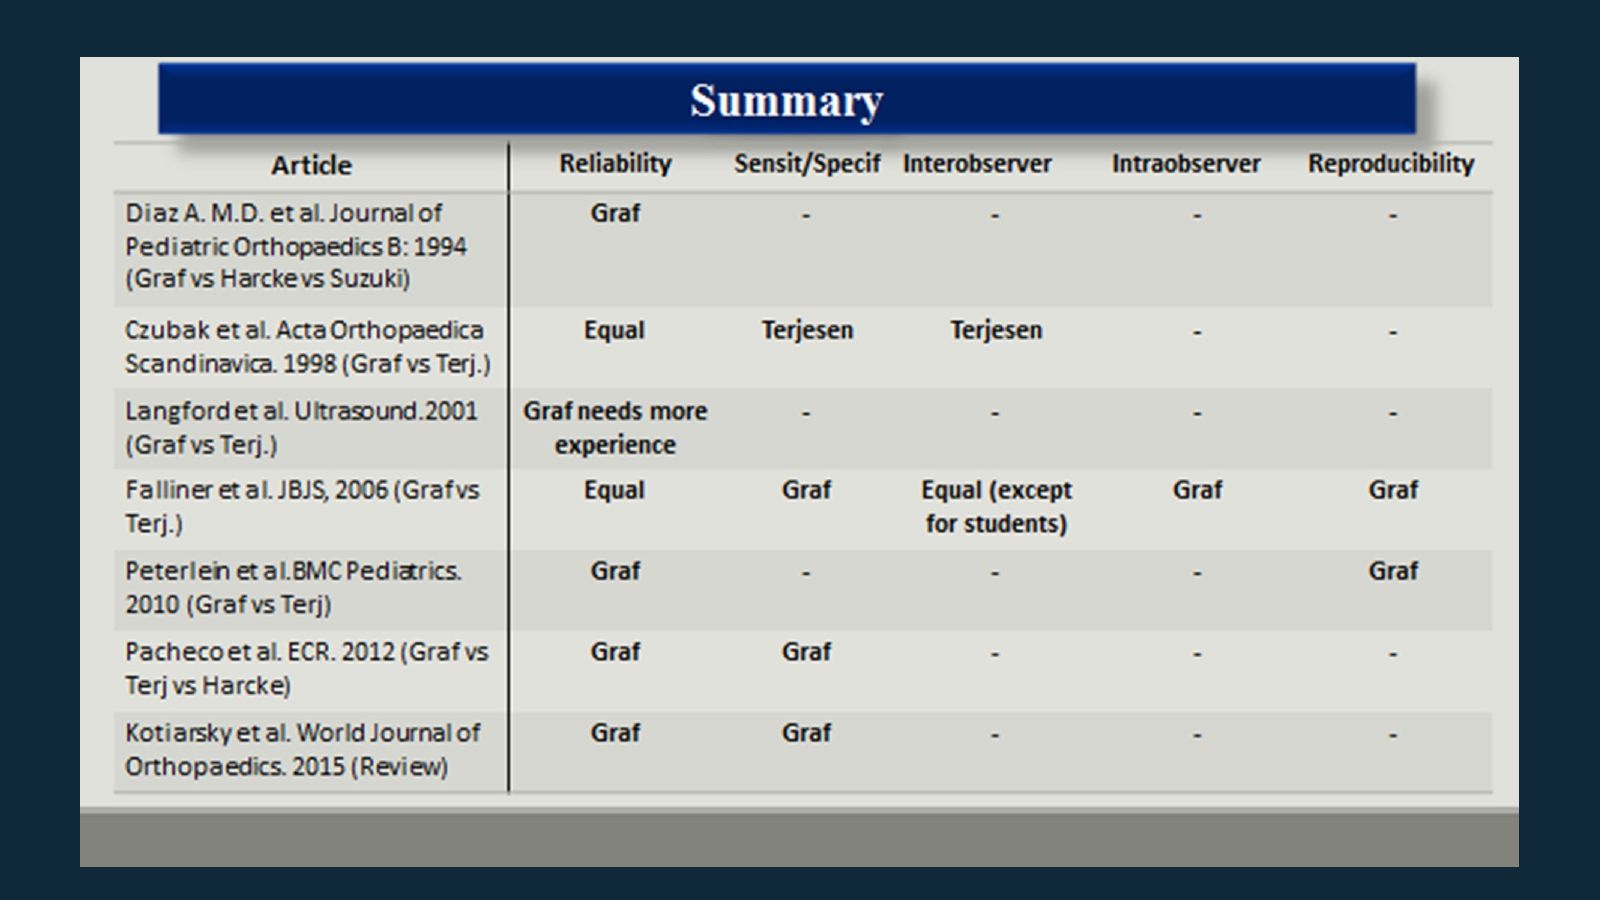 Summary
Article Reliability Sensit/Specif Interobserver Intraobserver Reproducibility
Diaz A. M.D. et al. Journal of Graf - - - -
Pediatric Orthopaedics B: 1994
(Graf vs Harcke vs Suzuki)
Czubak et al. Acta Orthopaedica Equal Terjesen Terjesen - -
Scandinavica. 1998 (Graf vs Terj.)
Langford et al. Ultrasound.2001 Graf needs more - - - -
(Graf vs Terj.) experience
Falliner et al. JBJS, 2006 (Graf vs Equal Graf Equal (except Graf Graf
Terj.) for students)
Peterlein et al.BMC Pediatrics. Graf - - - Graf
2010 (Graf vs Terj)
Pacheco et al. ECR. 2012 (Graf vs Graf Graf - - -
Terj vs Harcke)
Kotiarsky et al. World Journal of Graf Graf - - -
Orthopaedics. 2015 (Review)